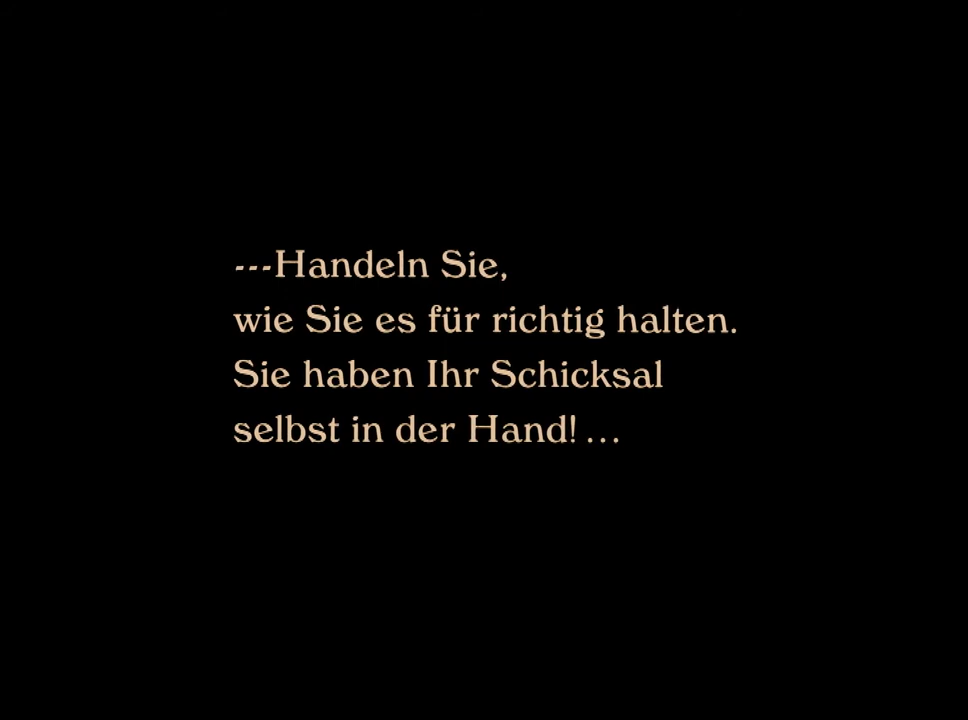 ---Handeln Sie,
wie Sie es für richtig halten.
Sie haben Ihr Schicksal
selbst in der Hand! ...